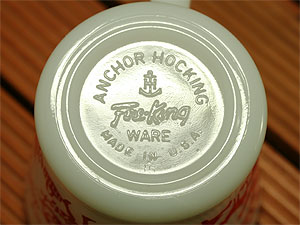 ANCHOR HOCKING
Fire-King
WARE
MADE IN U.S.A.